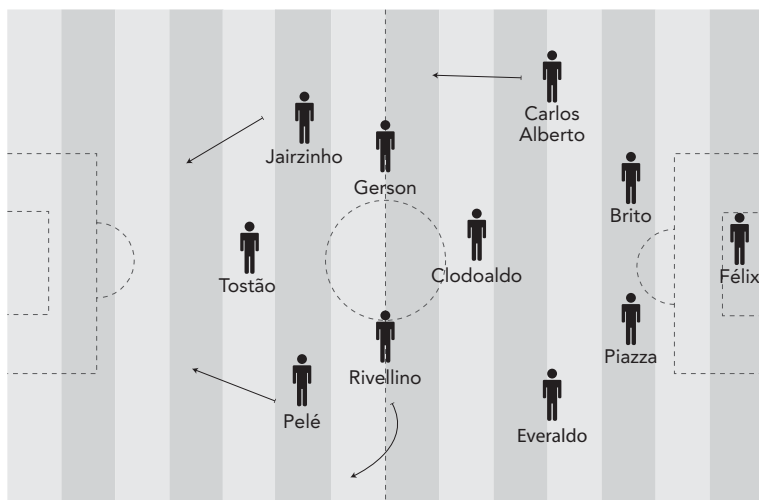 Carlos
Alberto
Jairzinho
Gerson
Brito
Clodoaldo
Félix
Tostão
Piazza
Rivellino
Pelé
Everaldo